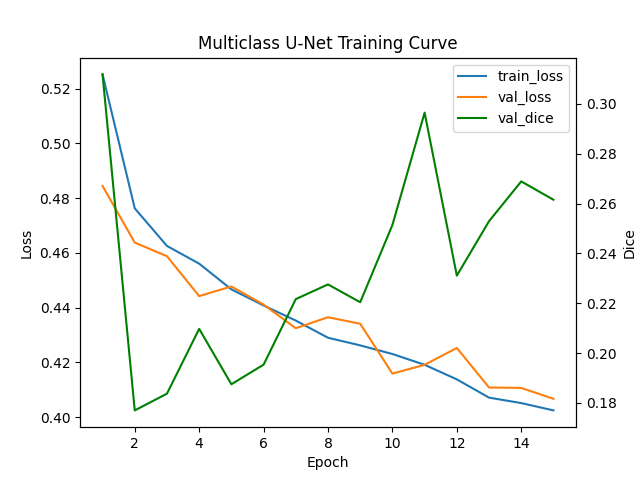 Multiclass U-Net Training Curve
train_loss
val_loss
val_dice
0.52
0.50
0.48
0.46
0.44
0.42
0.40
Loss
0.30
0.28
0.26
0.24
0.22
0.20
0.18
Dice
2 4 6 8 10 12 14
Epoch